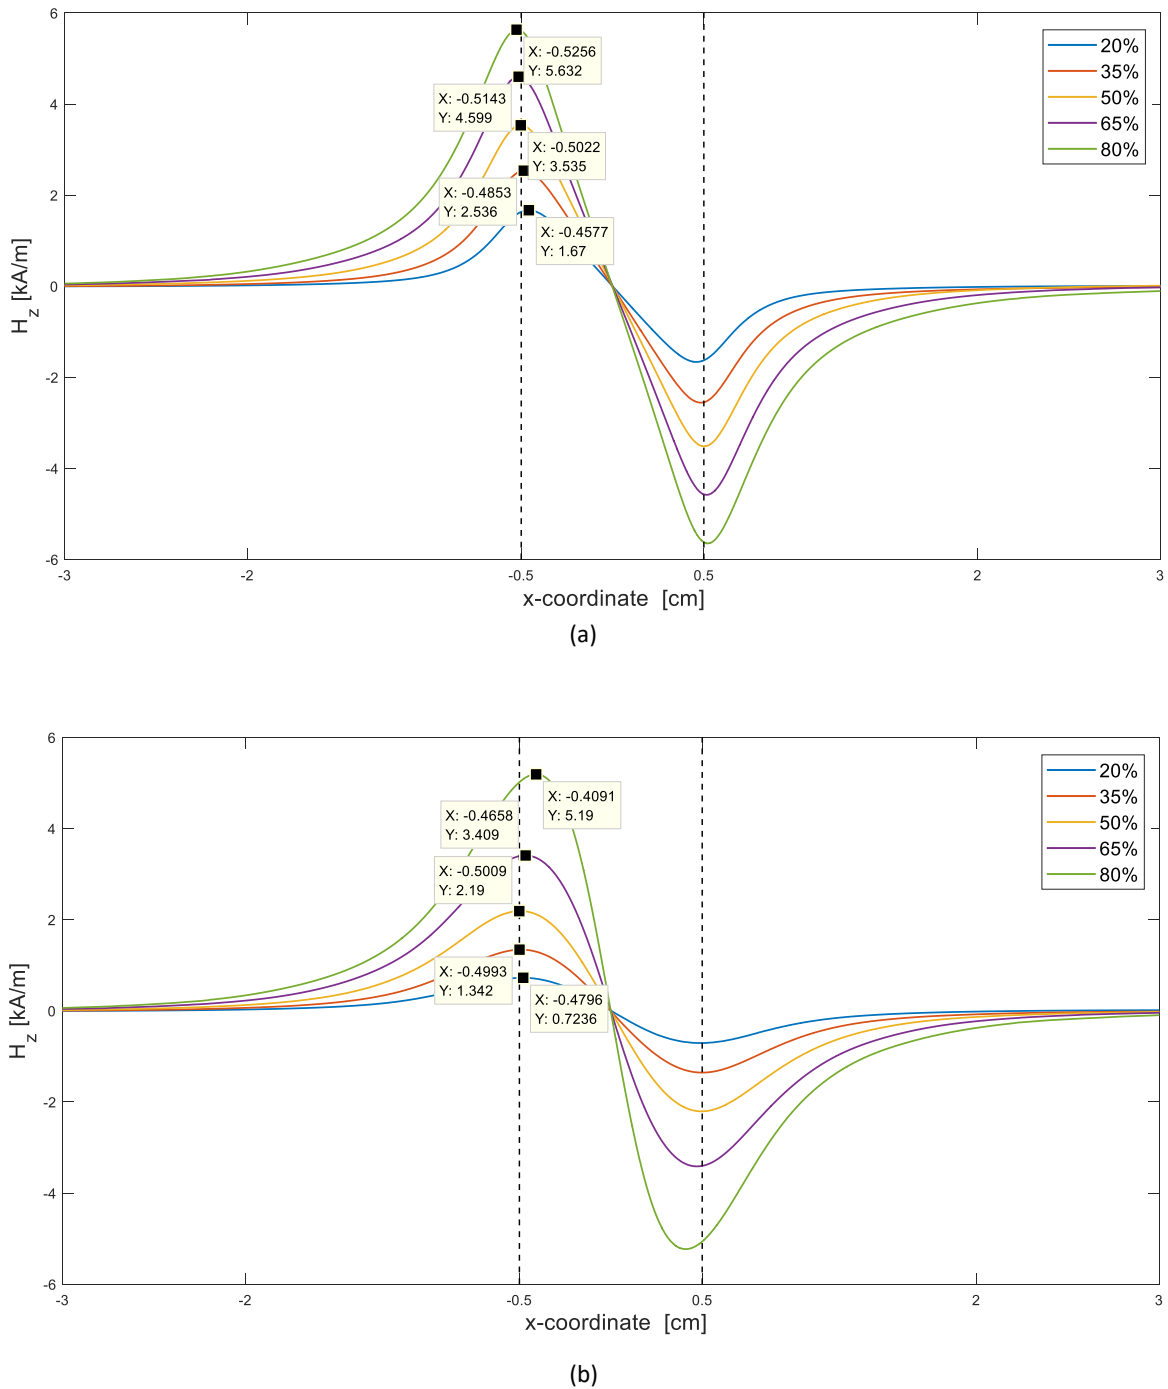 6
4
2
0
-2
-4
-6
H_z [kA/m]
X: -0.5256
Y: 5.632
X: -0.5143
Y: 4.599
X: -0.5022
Y: 3.535
X: -0.4853
Y: 2.536
X: -0.4577
Y: 1.67
20%
35%
50%
65%
80%
-3
-2
-0.5
0.5
2
3
x-coordinate [cm]
(a)
6
4
2
0
-2
-4
-6
H_z [kA/m]
X: -0.4091
Y: 5.19
X: -0.4658
Y: 3.409
X: -0.5009
Y: 2.19
X: -0.4993
Y: 1.342
X: -0.4796
Y: 0.7236
20%
35%
50%
65%
80%
-3
-2
-0.5
0.5
2
3
x-coordinate [cm]
(b)